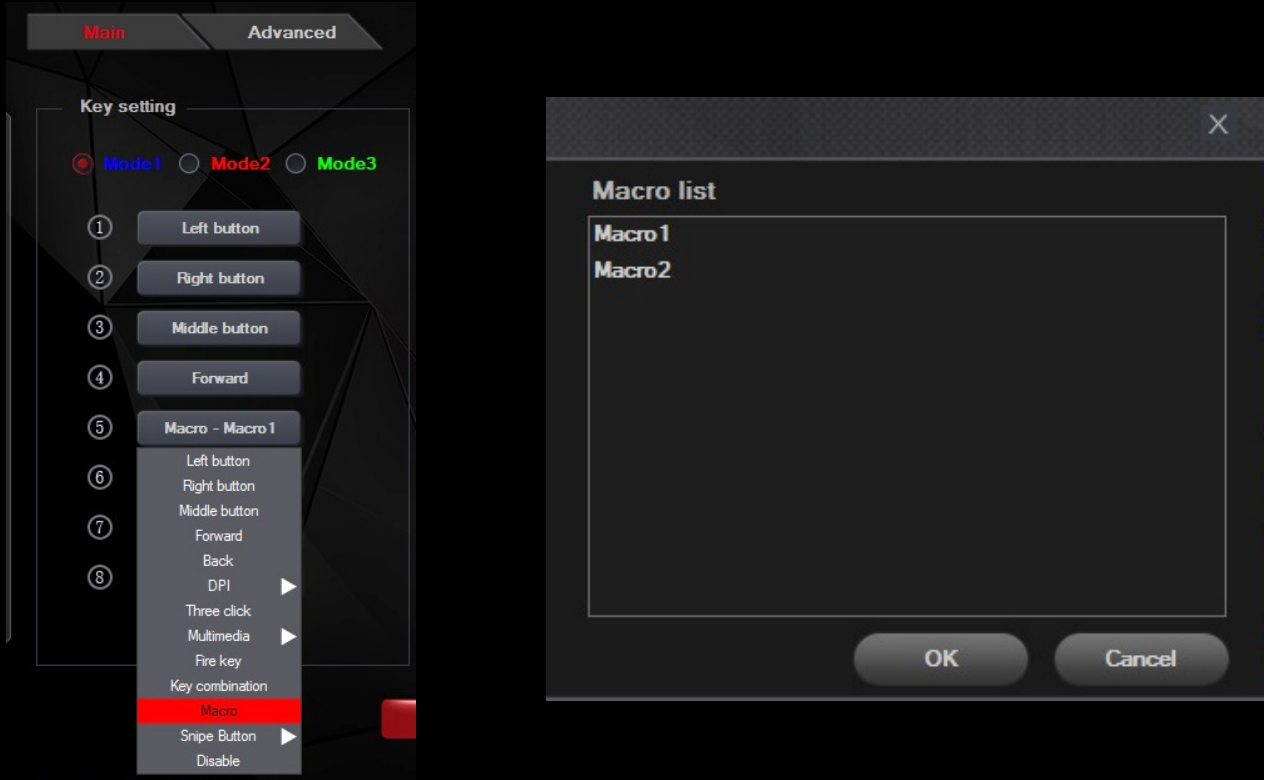 Main
Advanced
Key setting
Mode1 Mode2 Mode3
① Left button
② Right button
③ Middle button
④ Forward
⑤ Macro - Macro1
Left button
⑥
Right button
Middle button
⑦
Forward
Back
⑧
DPI
Three click
Multimedia
Fire key
Key combination
Macro
Snipe Button
Disable
X
Macro list
Macro1
Macro2
OK
Cancel